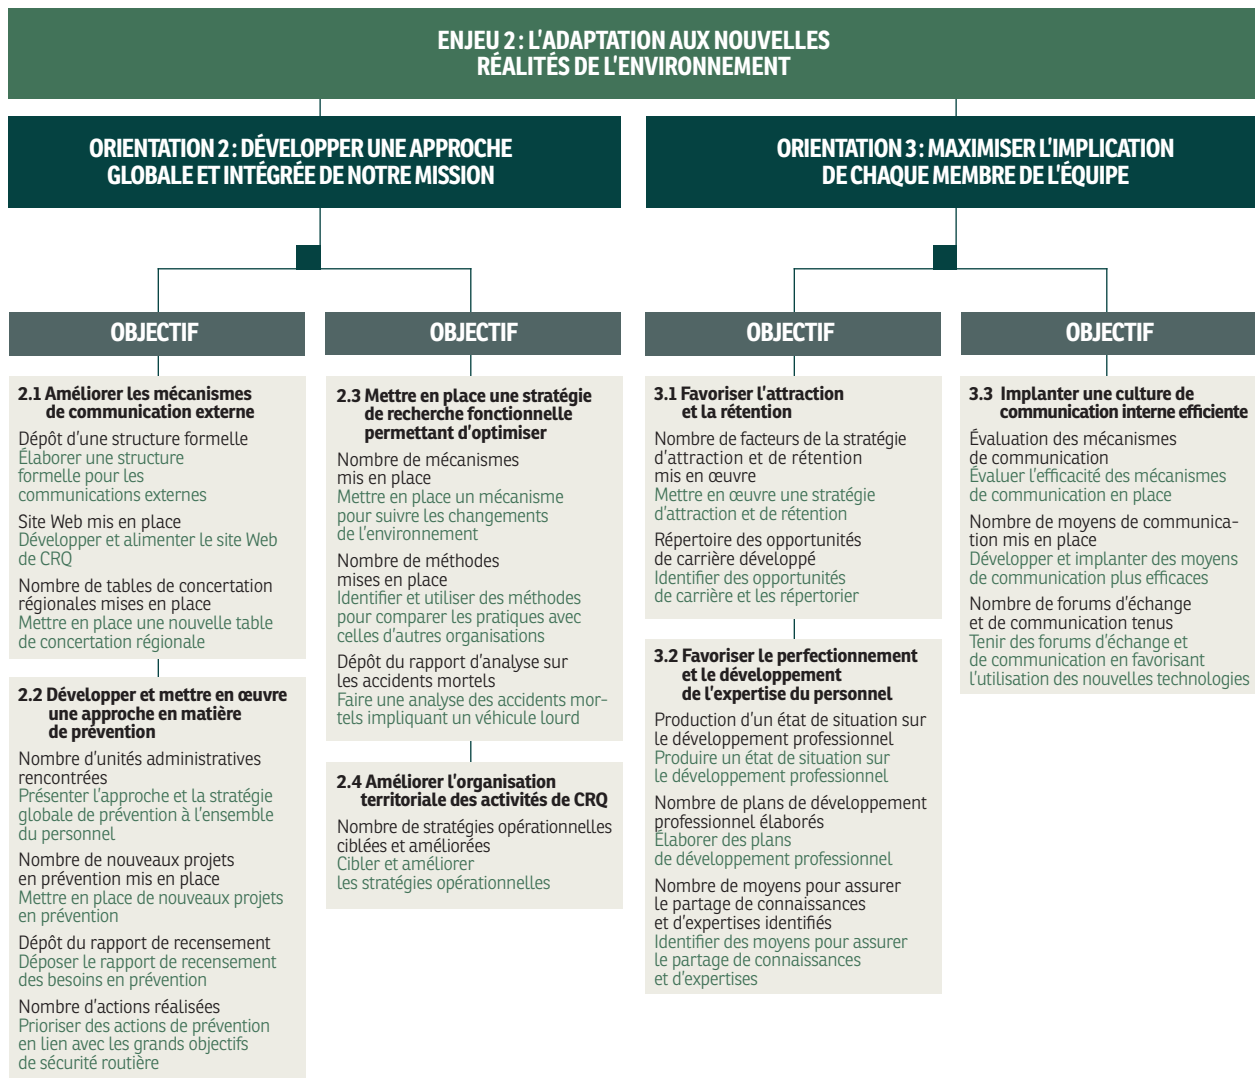 ENJEU 2 : L'ADAPTATION AUX NOUVELLES
RÉALITÉS DE L'ENVIRONNEMENT
ORIENTATION 2 : DÉVELOPPER UNE APPROCHE
GLOBALE ET INTÉGRÉE DE NOTRE MISSION
OBJECTIF
2.1 Améliorer les mécanismes
de communication externe
Dépôt d'une structure formelle
Élaborer une structure
formelle pour les
communications externes
Site Web mis en place
Développer et alimenter le site Web
de CRQ
Nombre de tables de concertation
régionales mises en place
Mettre en place une nouvelle table
de concertation régionale
2.2 Développer et mettre en œuvre
une approche en matière
de prévention
Nombre d'unités administratives
rencontrées
Présenter l'approche et la stratégie
globale de prévention à l'ensemble
du personnel
Nombre de nouveaux projets
en prévention mis en place
Mettre en place de nouveaux projets
en prévention
Dépôt du rapport de recensement
Déposer le rapport de recensement
des besoins en prévention
Nombre d'actions réalisées
Prioriser des actions de prévention
en lien avec les grands objectifs
de sécurité routière
OBJECTIF
2.3 Mettre en place une stratégie
de recherche fonctionnelle
permettant d'optimiser
Nombre de mécanismes
mis en place
Mettre en place un mécanisme
pour suivre les changements
de l'environnement
Nombre de méthodes
mises en place
Identifier et utiliser des méthodes
pour comparer les pratiques avec
celles d'autres organisations
Dépôt du rapport d'analyse sur
les accidents mortels
Faire une analyse des accidents mor-
tels impliquant un véhicule lourd
2.4 Améliorer l'organisation
territoriale des activités de CRQ
Nombre de stratégies opérationnelles
ciblées et améliorées
Cibler et améliorer
les stratégies opérationnelles
ORIENTATION 3 : MAXIMISER L'IMPLICATION
DE CHAQUE MEMBRE DE L'ÉQUIPE
OBJECTIF
3.1 Favoriser l'attraction
et la rétention
Nombre de facteurs de la stratégie
d'attraction et de rétention
mis en œuvre
Mettre en œuvre une stratégie
d'attraction et de rétention
Répertoire des opportunités
de carrière développé
Identifier des opportunités
de carrière et les répertorier
3.2 Favoriser le perfectionnement
et le développement
de l'expertise du personnel
Production d'un état de situation sur
le développement professionnel
Produire un état de situation sur
le développement professionnel
Nombre de plans de développement
professionnel élaborés
Élaborer des plans
de développement professionnel
Nombre de moyens pour assurer
le partage de connaissances
et d'expertises identifiés
Identifier des moyens pour assurer
le partage de connaissances
et d'expertises
OBJECTIF
3.3 Implanter une culture de
communication interne efficiente
Évaluation des mécanismes
de communication
Évaluer l'efficacité des mécanismes
de communication en place
Nombre de moyens de communica-
tion mis en place
Développer et implanter des moyens
de communication plus efficaces
Nombre de forums d'échange
et de communication tenus
Tenir des forums d'échange et
de communication en favorisant
l'utilisation des nouvelles technologies